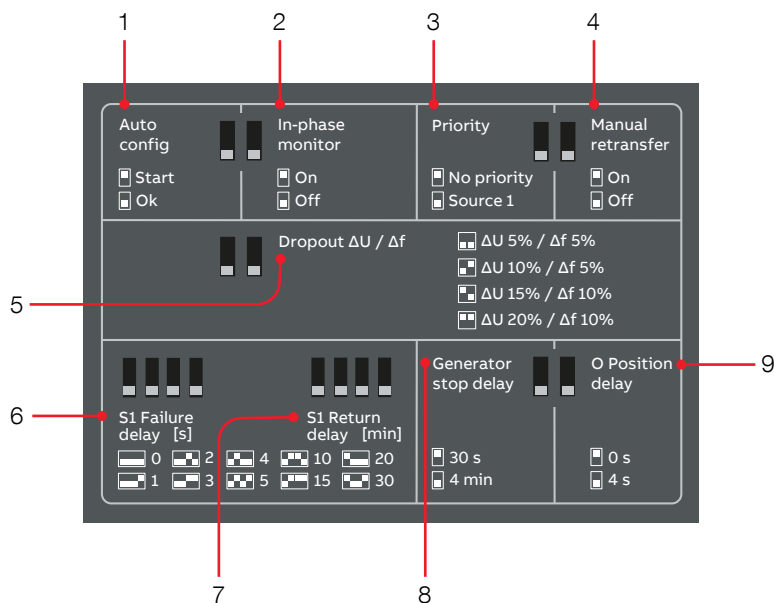 1 2 3 4
Auto
config
Start
Ok
In-phase
monitor
On
Off
Priority
No priority
Source 1
Manual
retransfer
On
Off
5
Dropout ΔU / Δf
ΔU 5% / Δf 5%
ΔU 10% / Δf 5%
ΔU 15% / Δf 10%
ΔU 20% / Δf 10%
6
S1 Failure
delay [s]
S1 Return
delay [min]
0 2 4 10 20
1 3 5 15 30
Generator
stop delay
30 s
4 min
O Position
delay
0 s
4 s
9
7 8